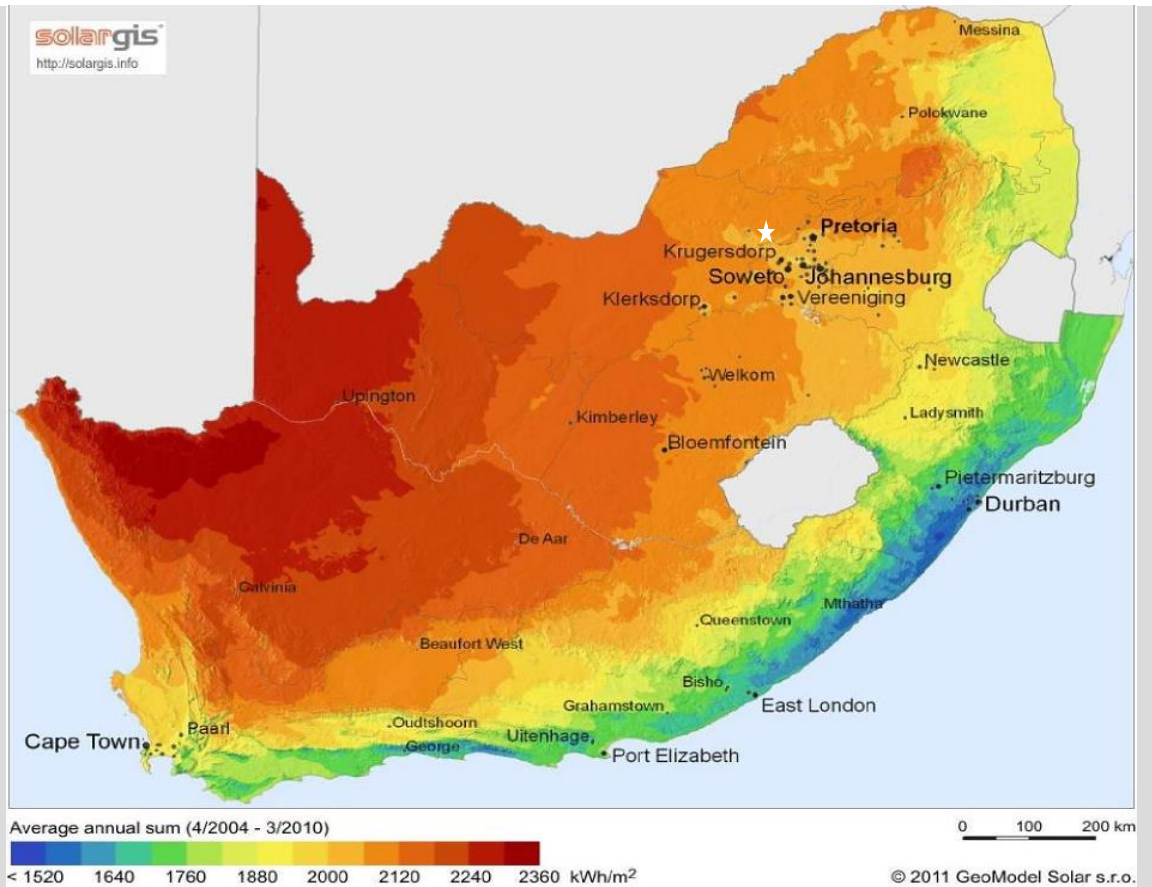 solargis
http://solargis.info
Messina
Polokwane
Pretoria
Krugersdorp
Soweto Johannesburg
Klerksdorp Vereeniging
Newcastle
Welkom
Upington
Kimberley
Ladysmith
Bloemfontein
Pietermaritzburg
Durban
De Aar
Calvinia
Mthatha
Queenstown
Beaufort West
Bisho
East London
Grahamstown
Oudtshoorn
Paarl
Uitenhage
Cape Town
George
Port Elizabeth
Average annual sum (4/2004 - 3/2010)
0 100 200 km
< 1520 1640 1760 1880 2000 2120 2240 2360 kWh/m²
© 2011 GeoModel Solar s.r.o.